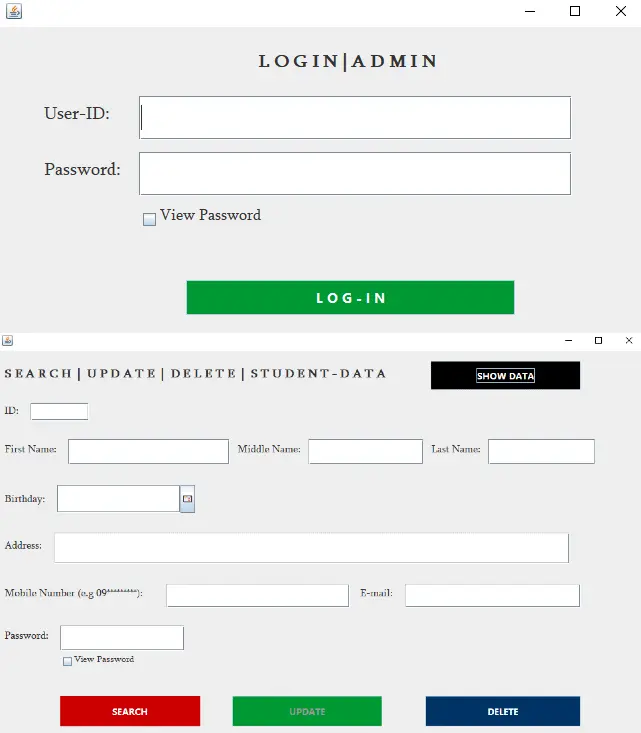 LOGIN|ADMIN
User-ID:
Password:
View Password
LOG-IN
SEARCH | UPDATE | DELETE | STUDENT-DATA
SHOW DATA
ID:
First Name: Middle Name: Last Name:
Birthday:
Address:
Mobile Number (e.g 09*********): E-mail:
Password:
View Password
SEARCH UPDATE DELETE